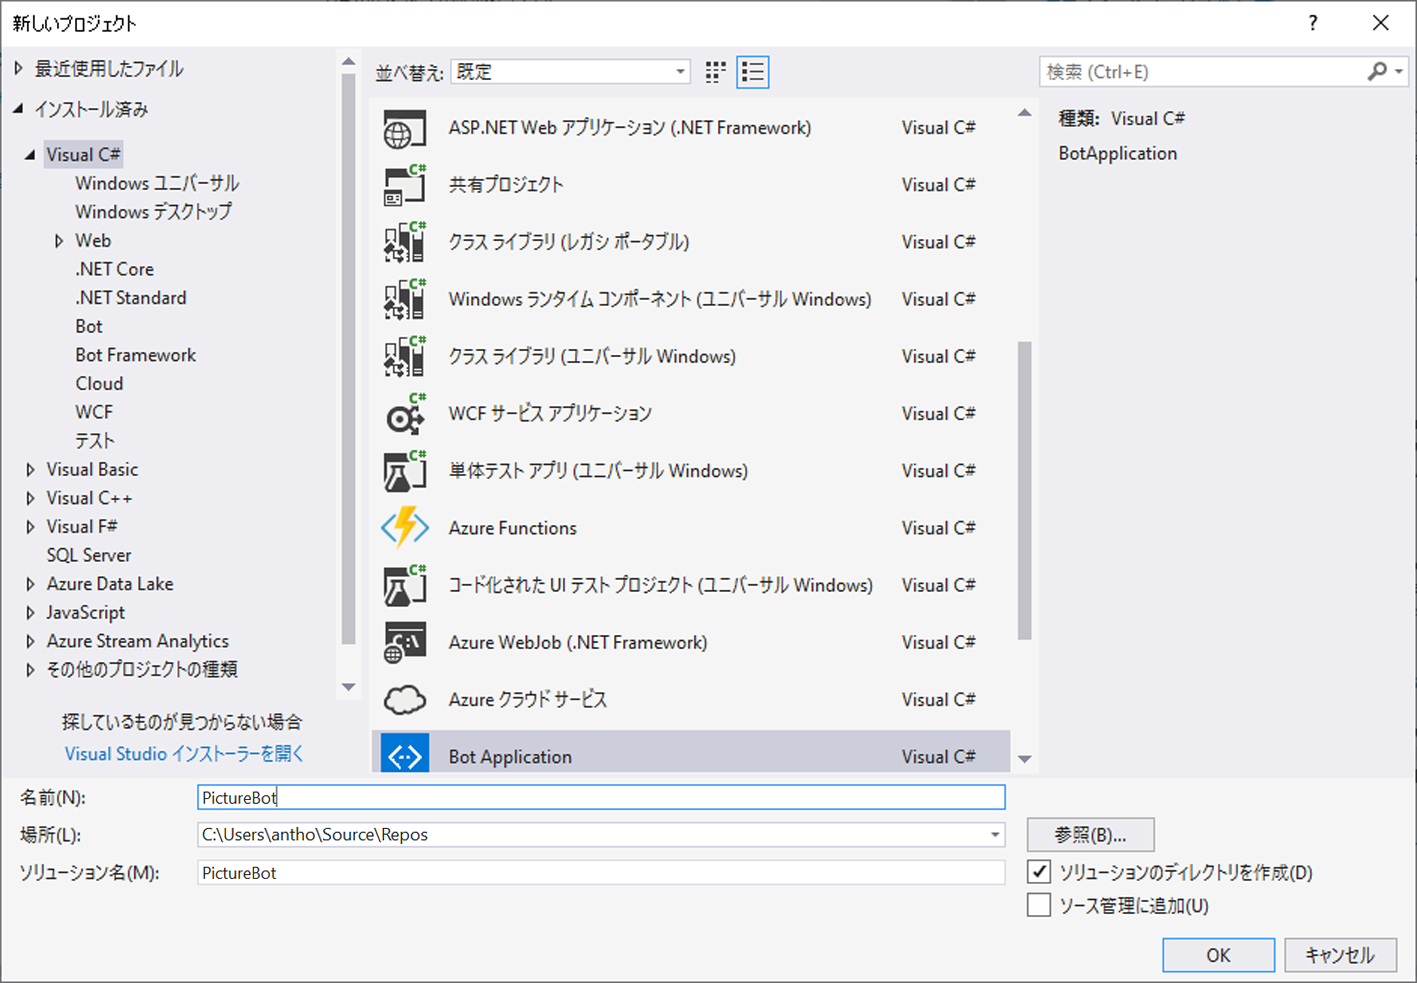 新しいプロジェクト
?
最近使用したファイル
インストール済み
Visual C#
Windows ユニバーサル
Windows デスクトップ
Web
.NET Core
.NET Standard
Bot
Bot Framework
Cloud
WCF
テスト
Visual Basic
Visual C++
Visual F#
SQL Server
Azure Data Lake
JavaScript
Azure Stream Analytics
その他のプロジェクトの種類
探しているものが見つからない場合
Visual Studio インストーラーを開く
並べ替え: 既定
ASP.NET Web アプリケーション (.NET Framework) Visual C#
C# 共有プロジェクト Visual C#
C# クラス ライブラリ (レガシ ポータブル) Visual C#
C# Windows ランタイム コンポーネント (ユニバーサル Windows) Visual C#
C# クラス ライブラリ (ユニバーサル Windows) Visual C#
C# WCF サービス アプリケーション Visual C#
C# 単体テスト アプリ (ユニバーサル Windows) Visual C#
Azure Functions Visual C#
C# コード化された UI テスト プロジェクト (ユニバーサル Windows) Visual C#
C:\ Azure WebJob (.NET Framework) Visual C#
Azure クラウド サービス Visual C#
Bot Application Visual C#
検索 (Ctrl+E)
種類: Visual C#
BotApplication
名前(N): PictureBot
場所(L): C:\Users\antho\Source\Repos
参照(B)...
ソリューション名(M): PictureBot
ソリューションのディレクトリを作成(D)
ソース管理に追加(U)
OK
キャンセル